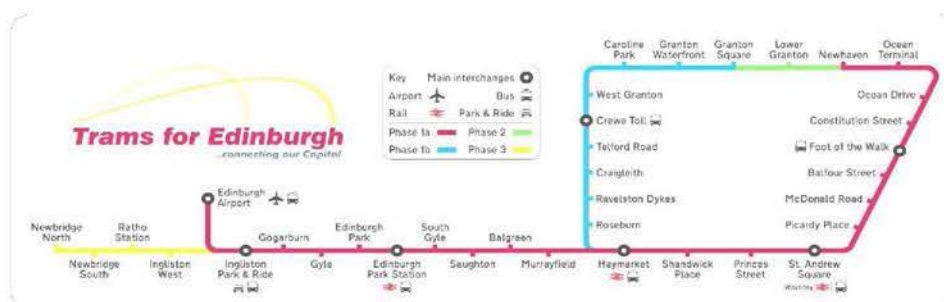 Trams for Edinburgh
...connecting our Capital
Key Main interchanges
Airport Bus
Rail Park & Ride
Phase 1a Phase 2
Phase 1b Phase 3
Caroline Park
Granton Waterfront
Granton Square
Lower Granton
Newhaven
Ocean Terminal
West Granton
Crewe Toll
Telford Road
Craigleith
Ravelston Dykes
Roseburn
Ocean Drive
Constitution Street
Foot of the Walk
Balfour Street
McDonald Road
Picardy Place
Edinburgh Airport
Newbridge North
Ratho Station
Gogarburn
Edinburgh Park
South Gyle
Balgreen
Newbridge South
Ingliston West
Ingliston Park & Ride
Gyle
Edinburgh Park Station
Saughton
Murrayfield
Haymarket
Shandwick Place
Princes Street
St. Andrew Square
Waverley